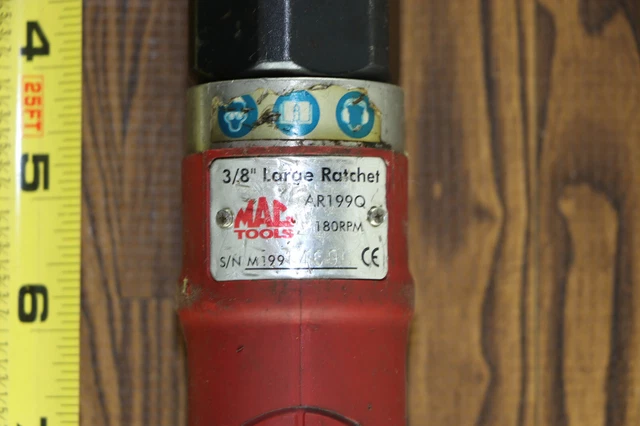 4
25FT
5
6
3/8" Large Ratchet
AR199Q
MAC
TOOLS
180RPM
S/N M199
CE